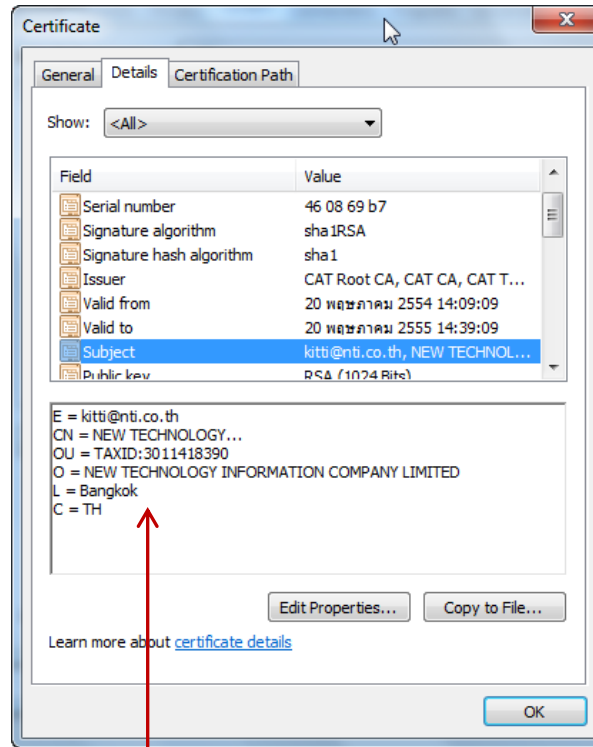 Certificate
General Details Certification Path
Show: <All>
Field Value
Serial number 46 08 69 b7
Signature algorithm sha1RSA
Signature hash algorithm sha1
Issuer CAT Root CA, CAT CA, CAT T...
Valid from 20 พฤษภาคม 2554 14:09:09
Valid to 20 พฤษภาคม 2555 14:39:09
Subject kitti@nti.co.th, NEW TECHNOL...
Public key RSA (1024 Bits)
E = kitti@nti.co.th
CN = NEW TECHNOLOGY...
OU = TAXID:3011418390
O = NEW TECHNOLOGY INFORMATION COMPANY LIMITED
L = Bangkok
C = TH
Edit Properties... Copy to File...
Learn more about certificate details
OK